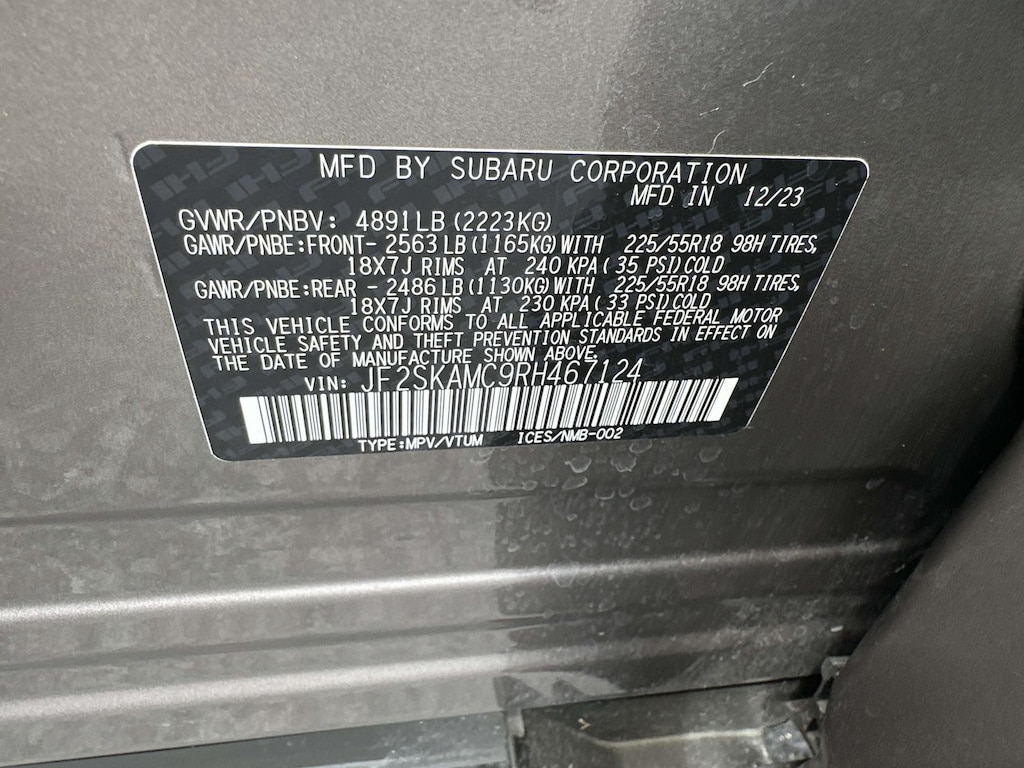 MFD BY SUBARU CORPORATION
MFD IN 12/23
GVWR/PNBV: 4891LB (2223KG)
GAWR/PNBE:FRONT- 2563 LB (1165KG) WITH 225/55R18 98H TIRES,
18X7J RIMS AT 240 KPA ( 35 PSI) COLD
GAWR/PNBE:REAR - 2486 LB (1130KG) WITH 225/55R18 98H TIRES,
18X7J RIMS AT 230 KPA ( 33 PSI) COLD
THIS VEHICLE CONFORMS TO ALL APPLICABLE FEDERAL MOTOR
VEHICLE SAFETY AND THEFT PREVENTION STANDARDS IN EFFECT ON
THE DATE OF MANUFACTURE SHOWN ABOVE.
VIN: JF2SKAMC9RH467124
TYPE:MPV/VTUM ICES/NMB-002